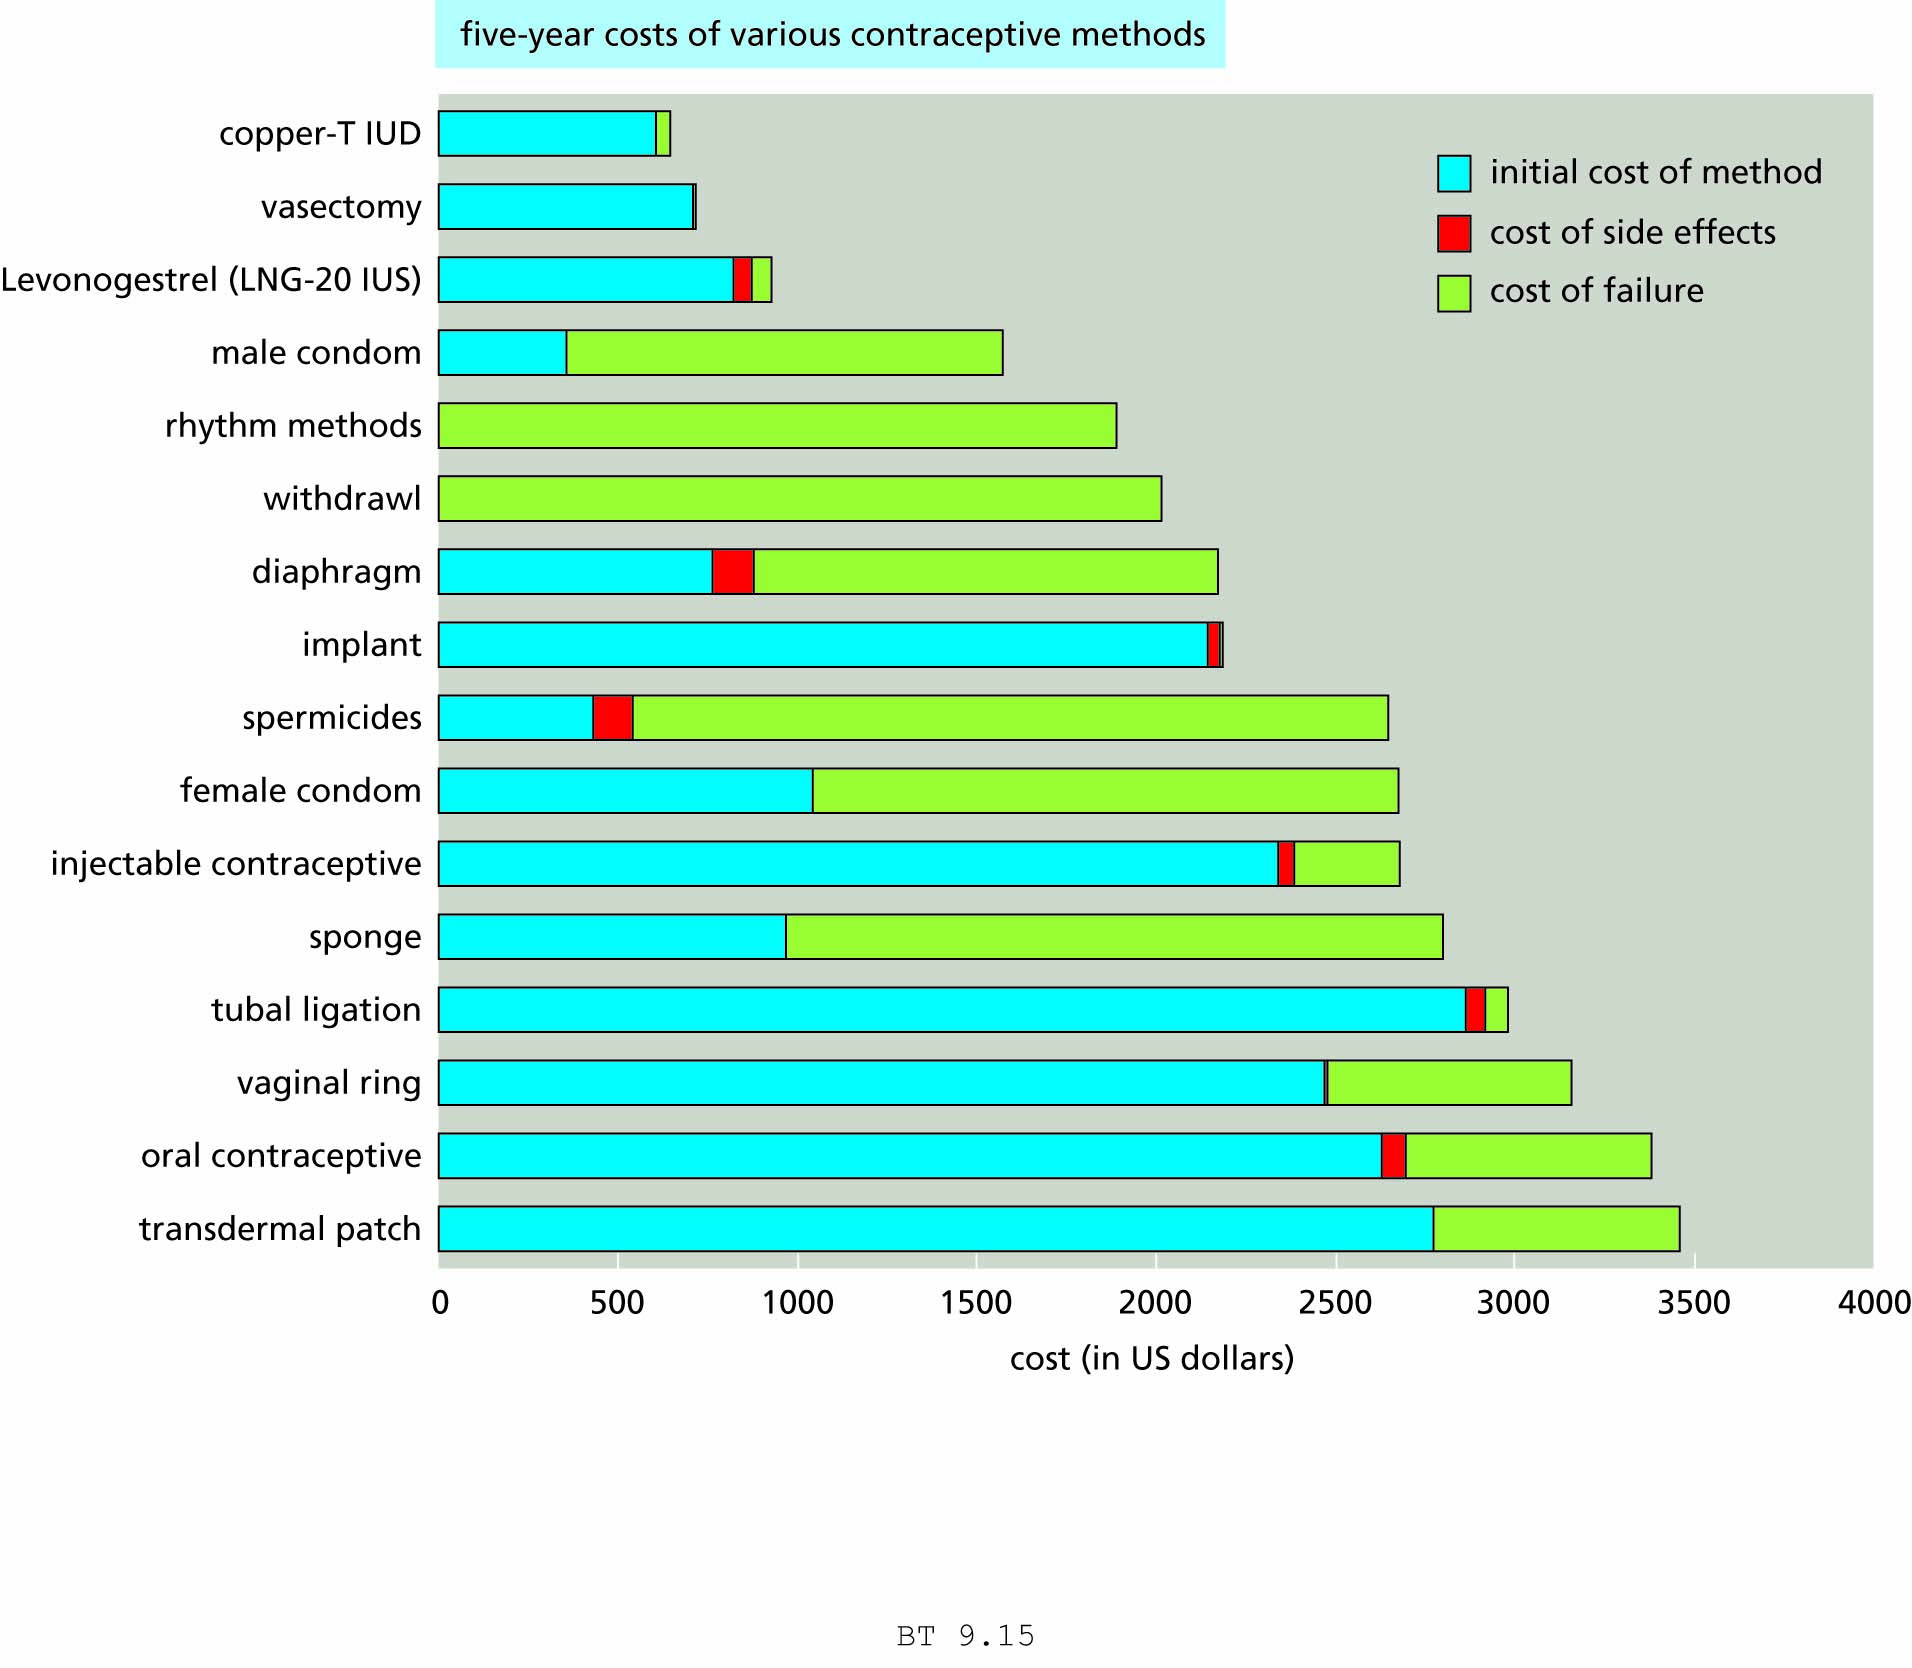 five-year costs of various contraceptive methods
copper-T IUD
vasectomy
Levonogestrel (LNG-20 IUS)
male condom
rhythm methods
withdrawl
diaphragm
implant
spermicides
female condom
injectable contraceptive
sponge
tubal ligation
vaginal ring
oral contraceptive
transdermal patch
initial cost of method
cost of side effects
cost of failure
0 500 1000 1500 2000 2500 3000 3500 4000
cost (in US dollars)
BT 9.15